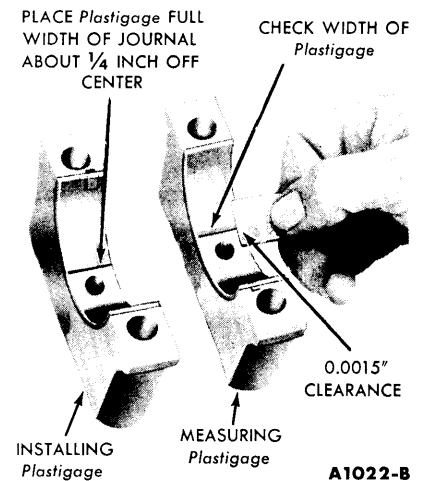 PLACE Plastigage FULL
WIDTH OF JOURNAL
ABOUT 1/4 INCH OFF
CENTER
CHECK WIDTH OF
Plastigage
0.0015"
CLEARANCE
INSTALLING
Plastigage
MEASURING
Plastigage
A1022-B